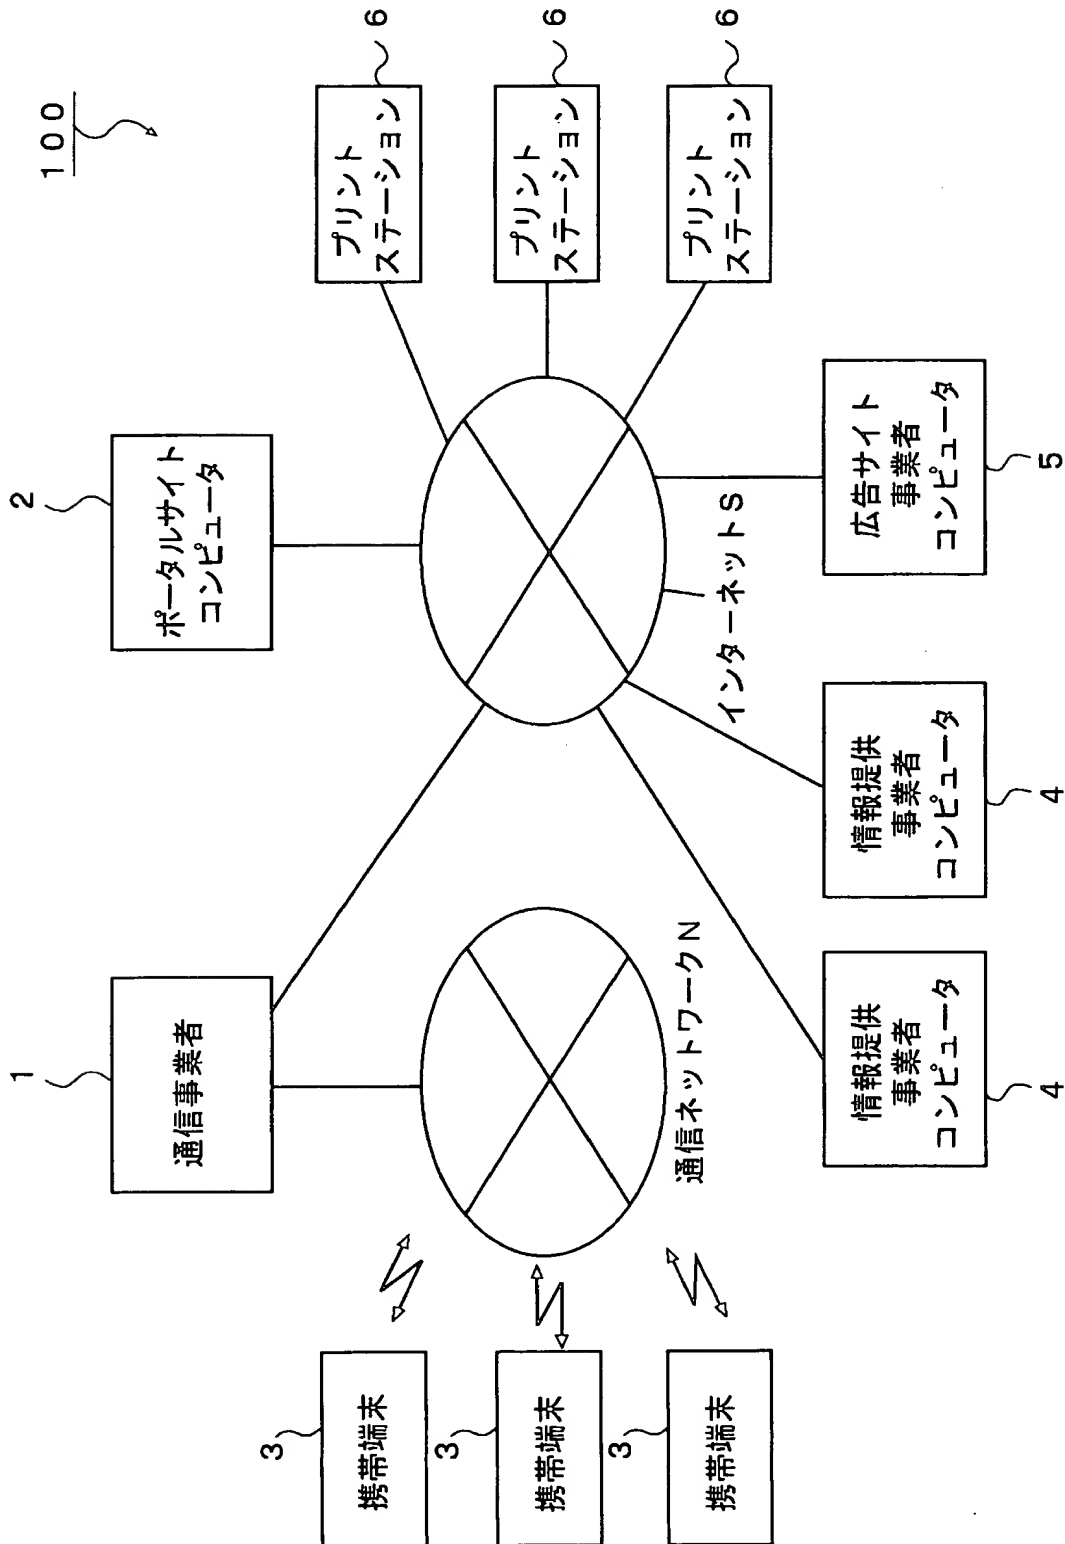 100
1
通信事業者
2
ポータルサイト
コンピュータ
プリント
ステーション
6
プリント
ステーション
6
プリント
ステーション
6
3
携帯端末
3
携帯端末
3
携帯端末
通信ネットワークN
インターネットS
情報提供
事業者
コンピュータ
4
情報提供
事業者
コンピュータ
4
広告サイト
事業者
コンピュータ
5